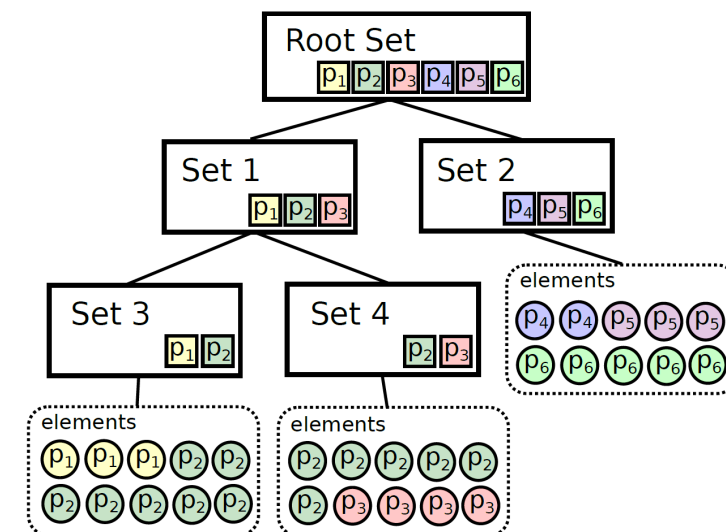 Root Set
p1 p2 p3 p4 p5 p6
Set 1
p1 p2 p3
Set 2
p4 p5 p6
Set 3
p1 p2
Set 4
p2 p3
elements
p4 p4 p5 p5 p5
p6 p6 p6 p6 p6
elements
p1 p1 p1 p2 p2
p2 p2 p2 p2 p2
elements
p2 p2 p2 p2 p2
p2 p3 p3 p3 p3